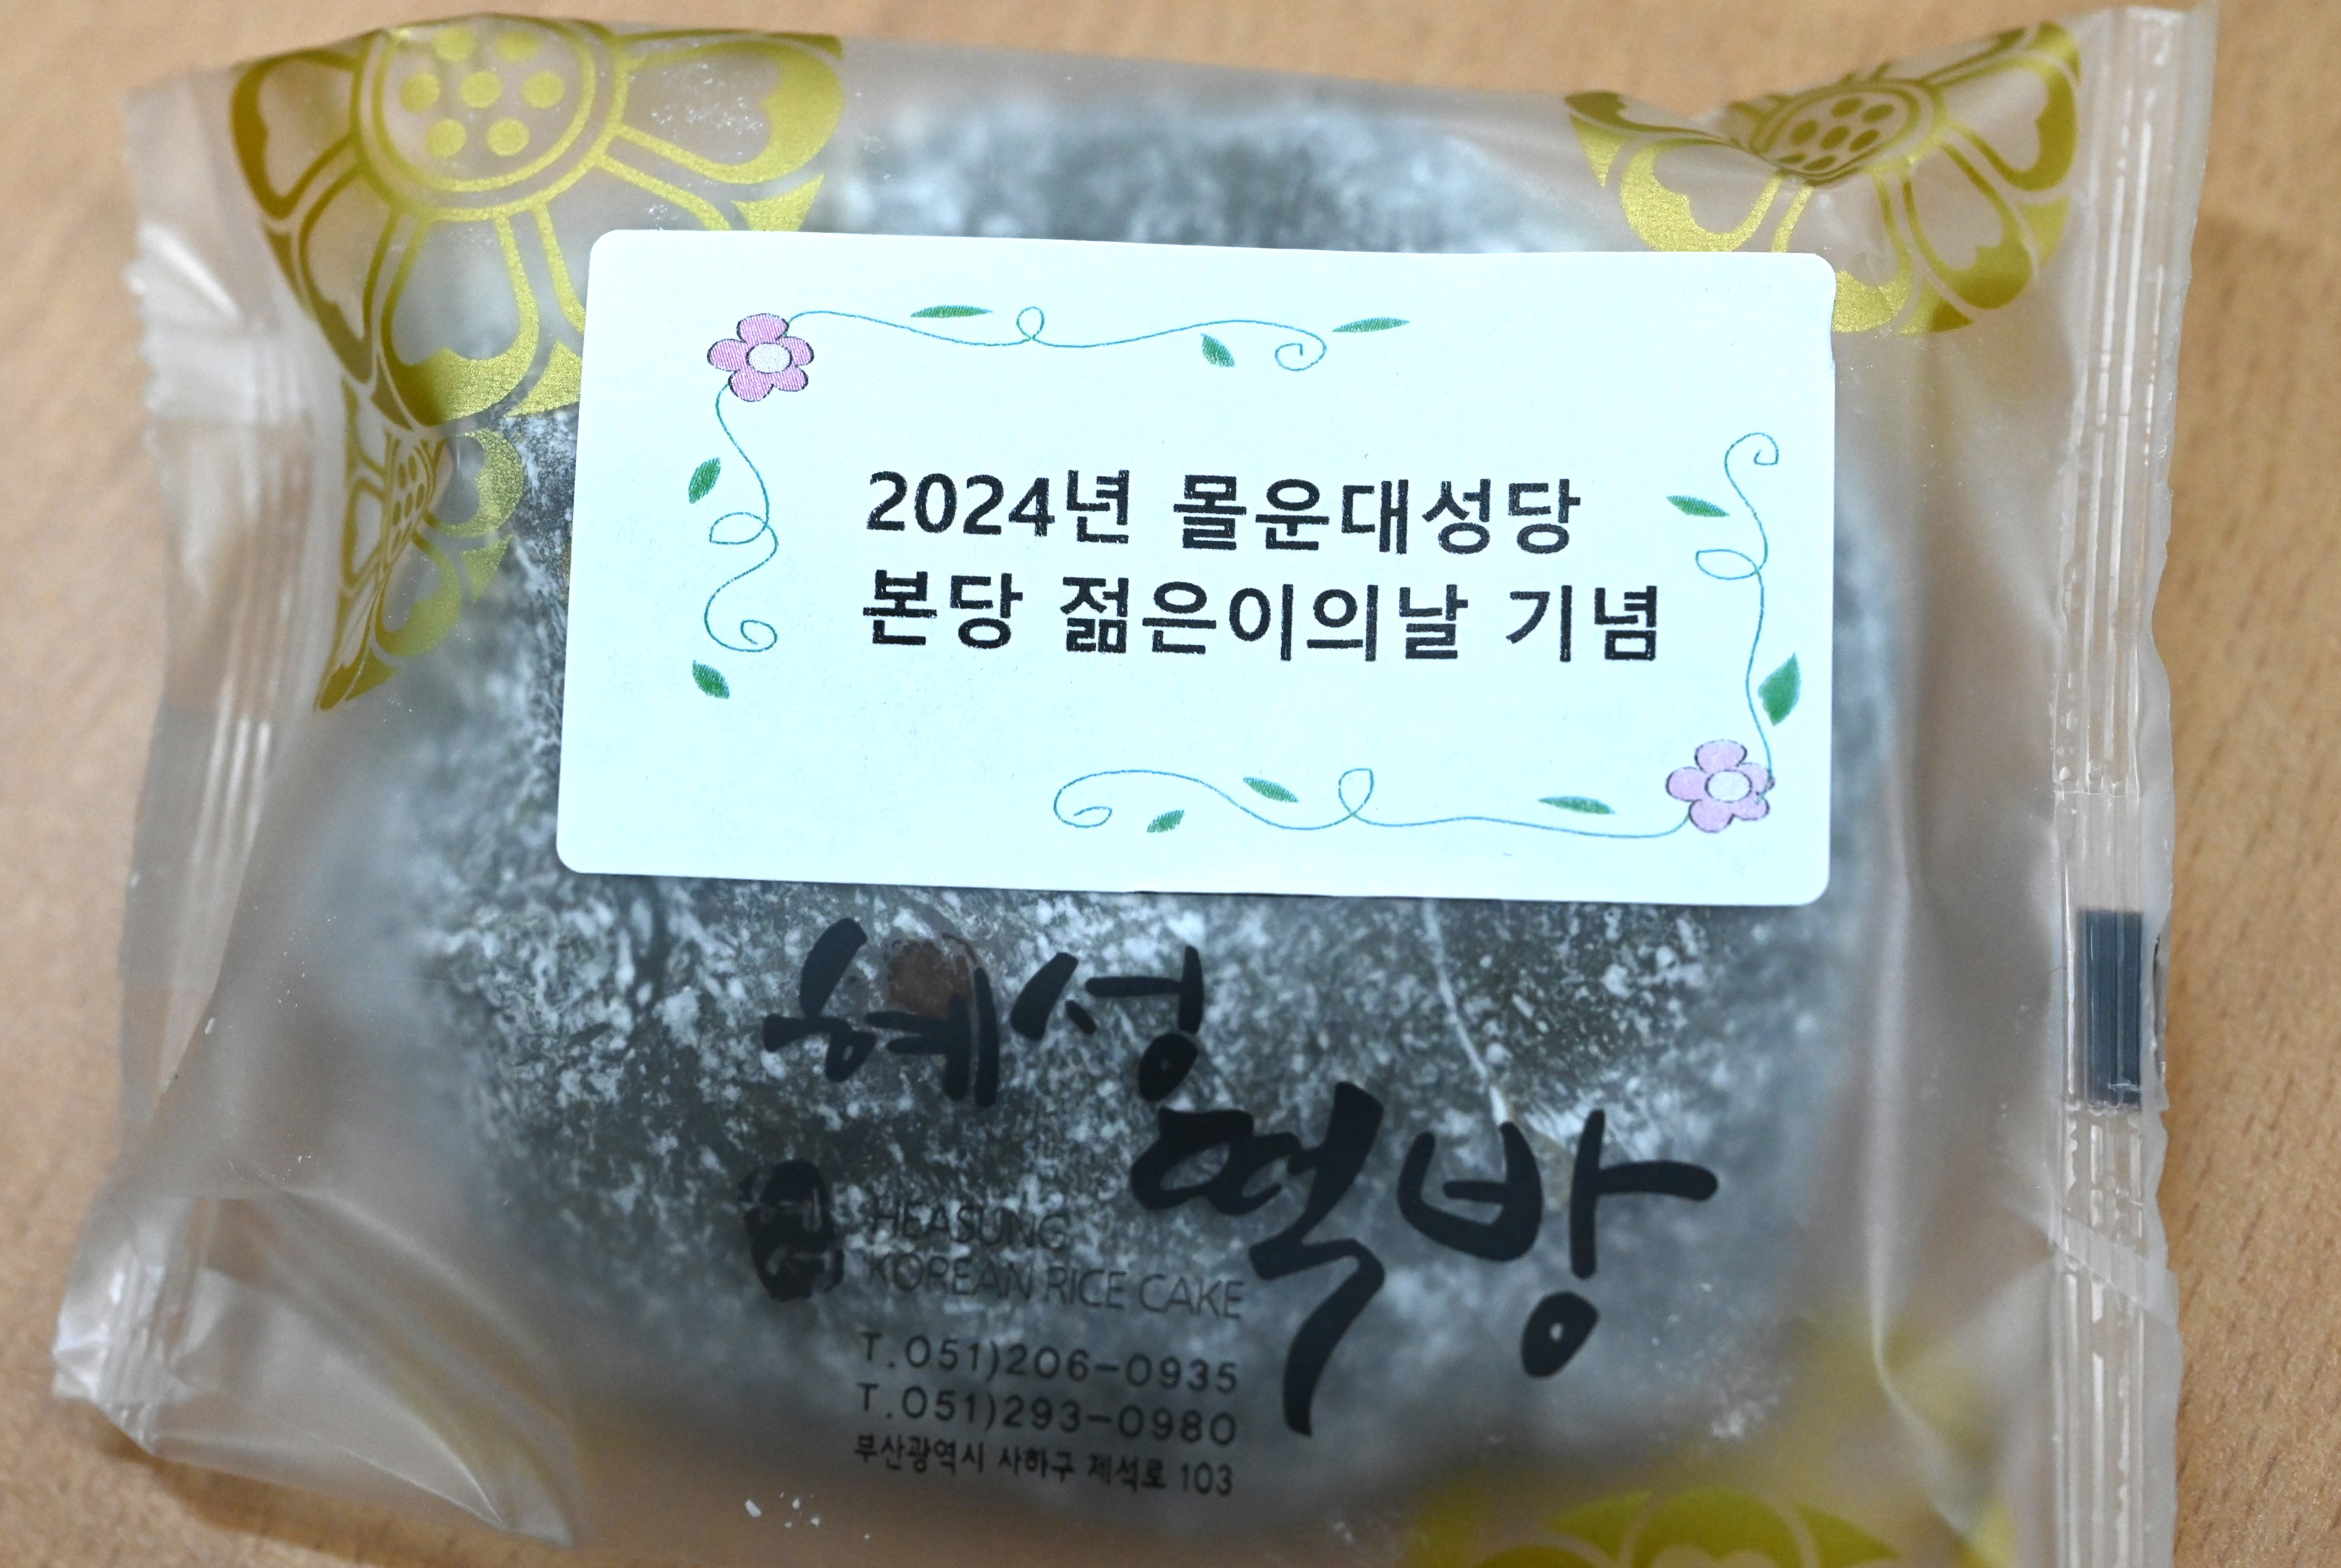 2024년 몰운대성당
본당 젊은이의날 기념
혜성
떡방
HEASUNG
KOREAN RICE CAKE
T.051)206-0935
T.051)293-0980
부산광역시 사하구 제석로 103